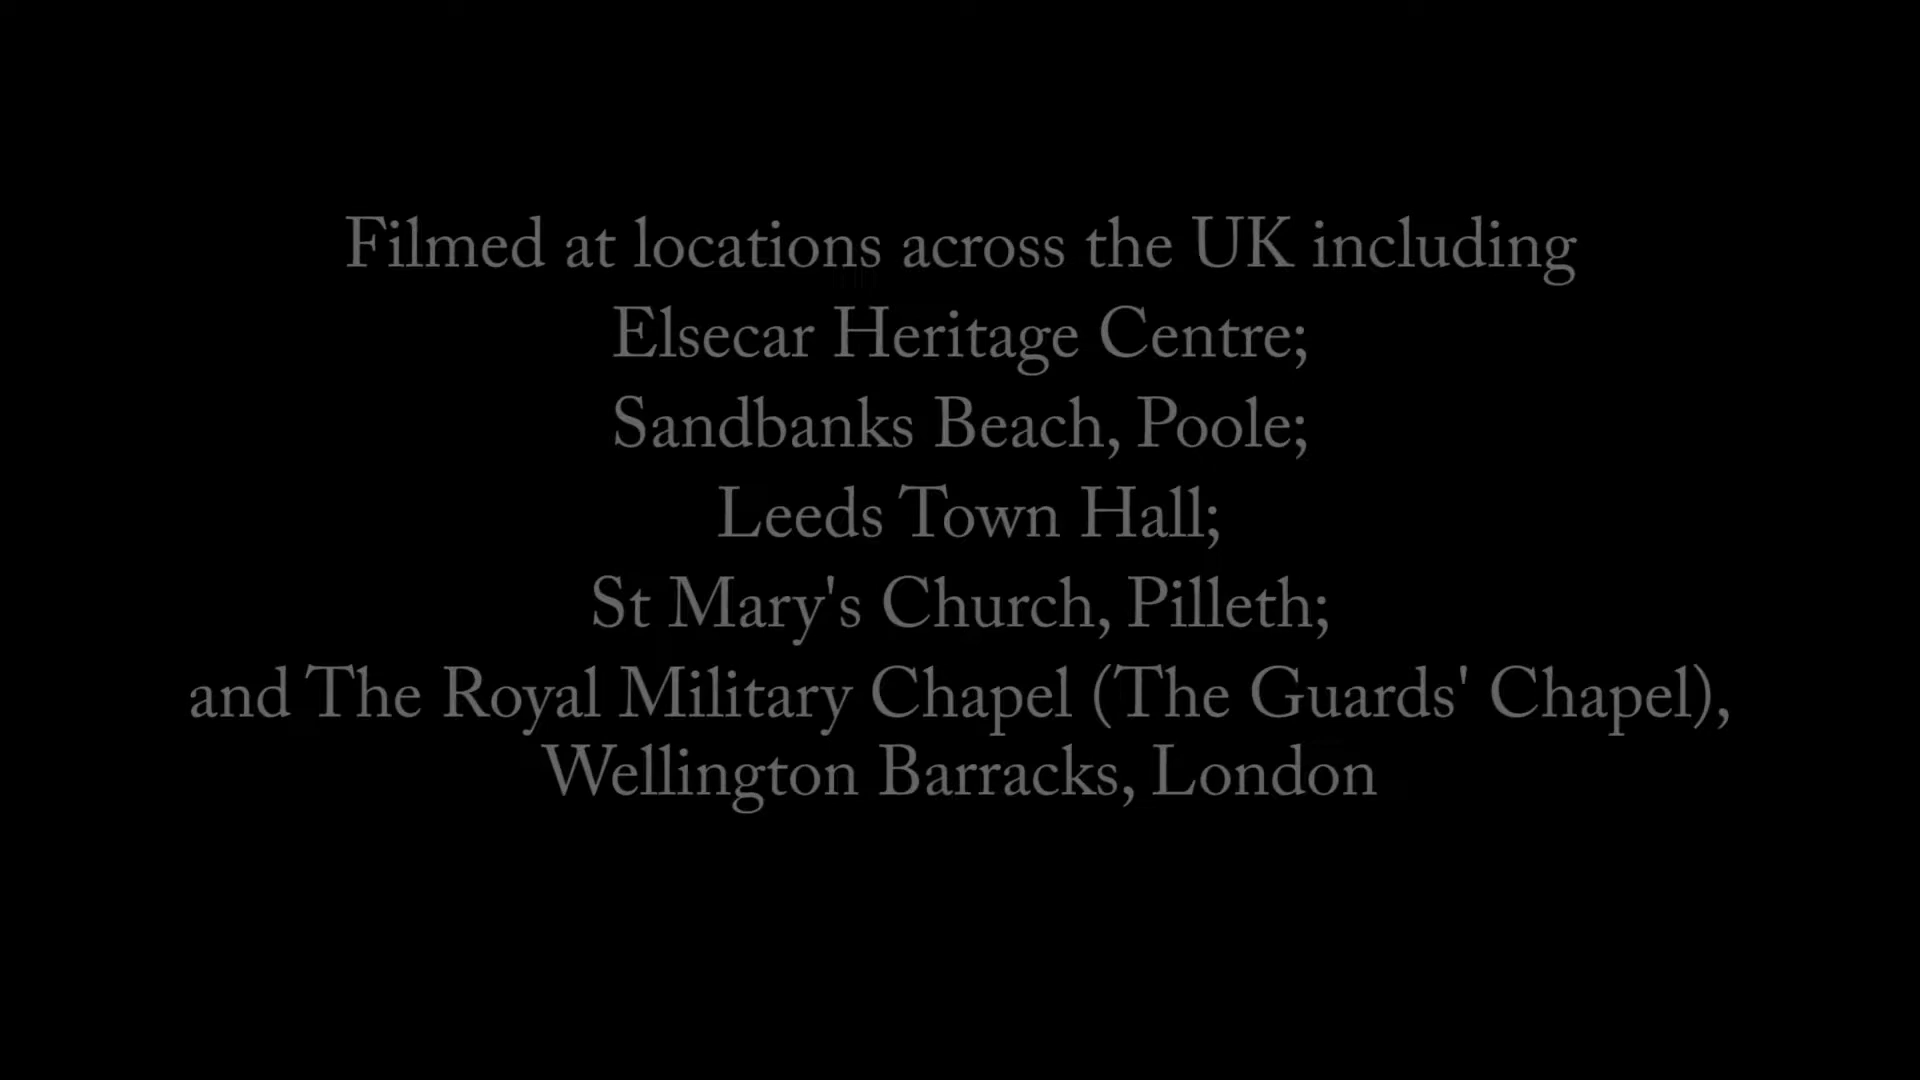 Filmed at locations across the UK including
Elsecar Heritage Centre;
Sandbanks Beach, Poole;
Leeds Town Hall;
St Mary's Church, Pilleth;
and The Royal Military Chapel (The Guards' Chapel),
Wellington Barracks, London